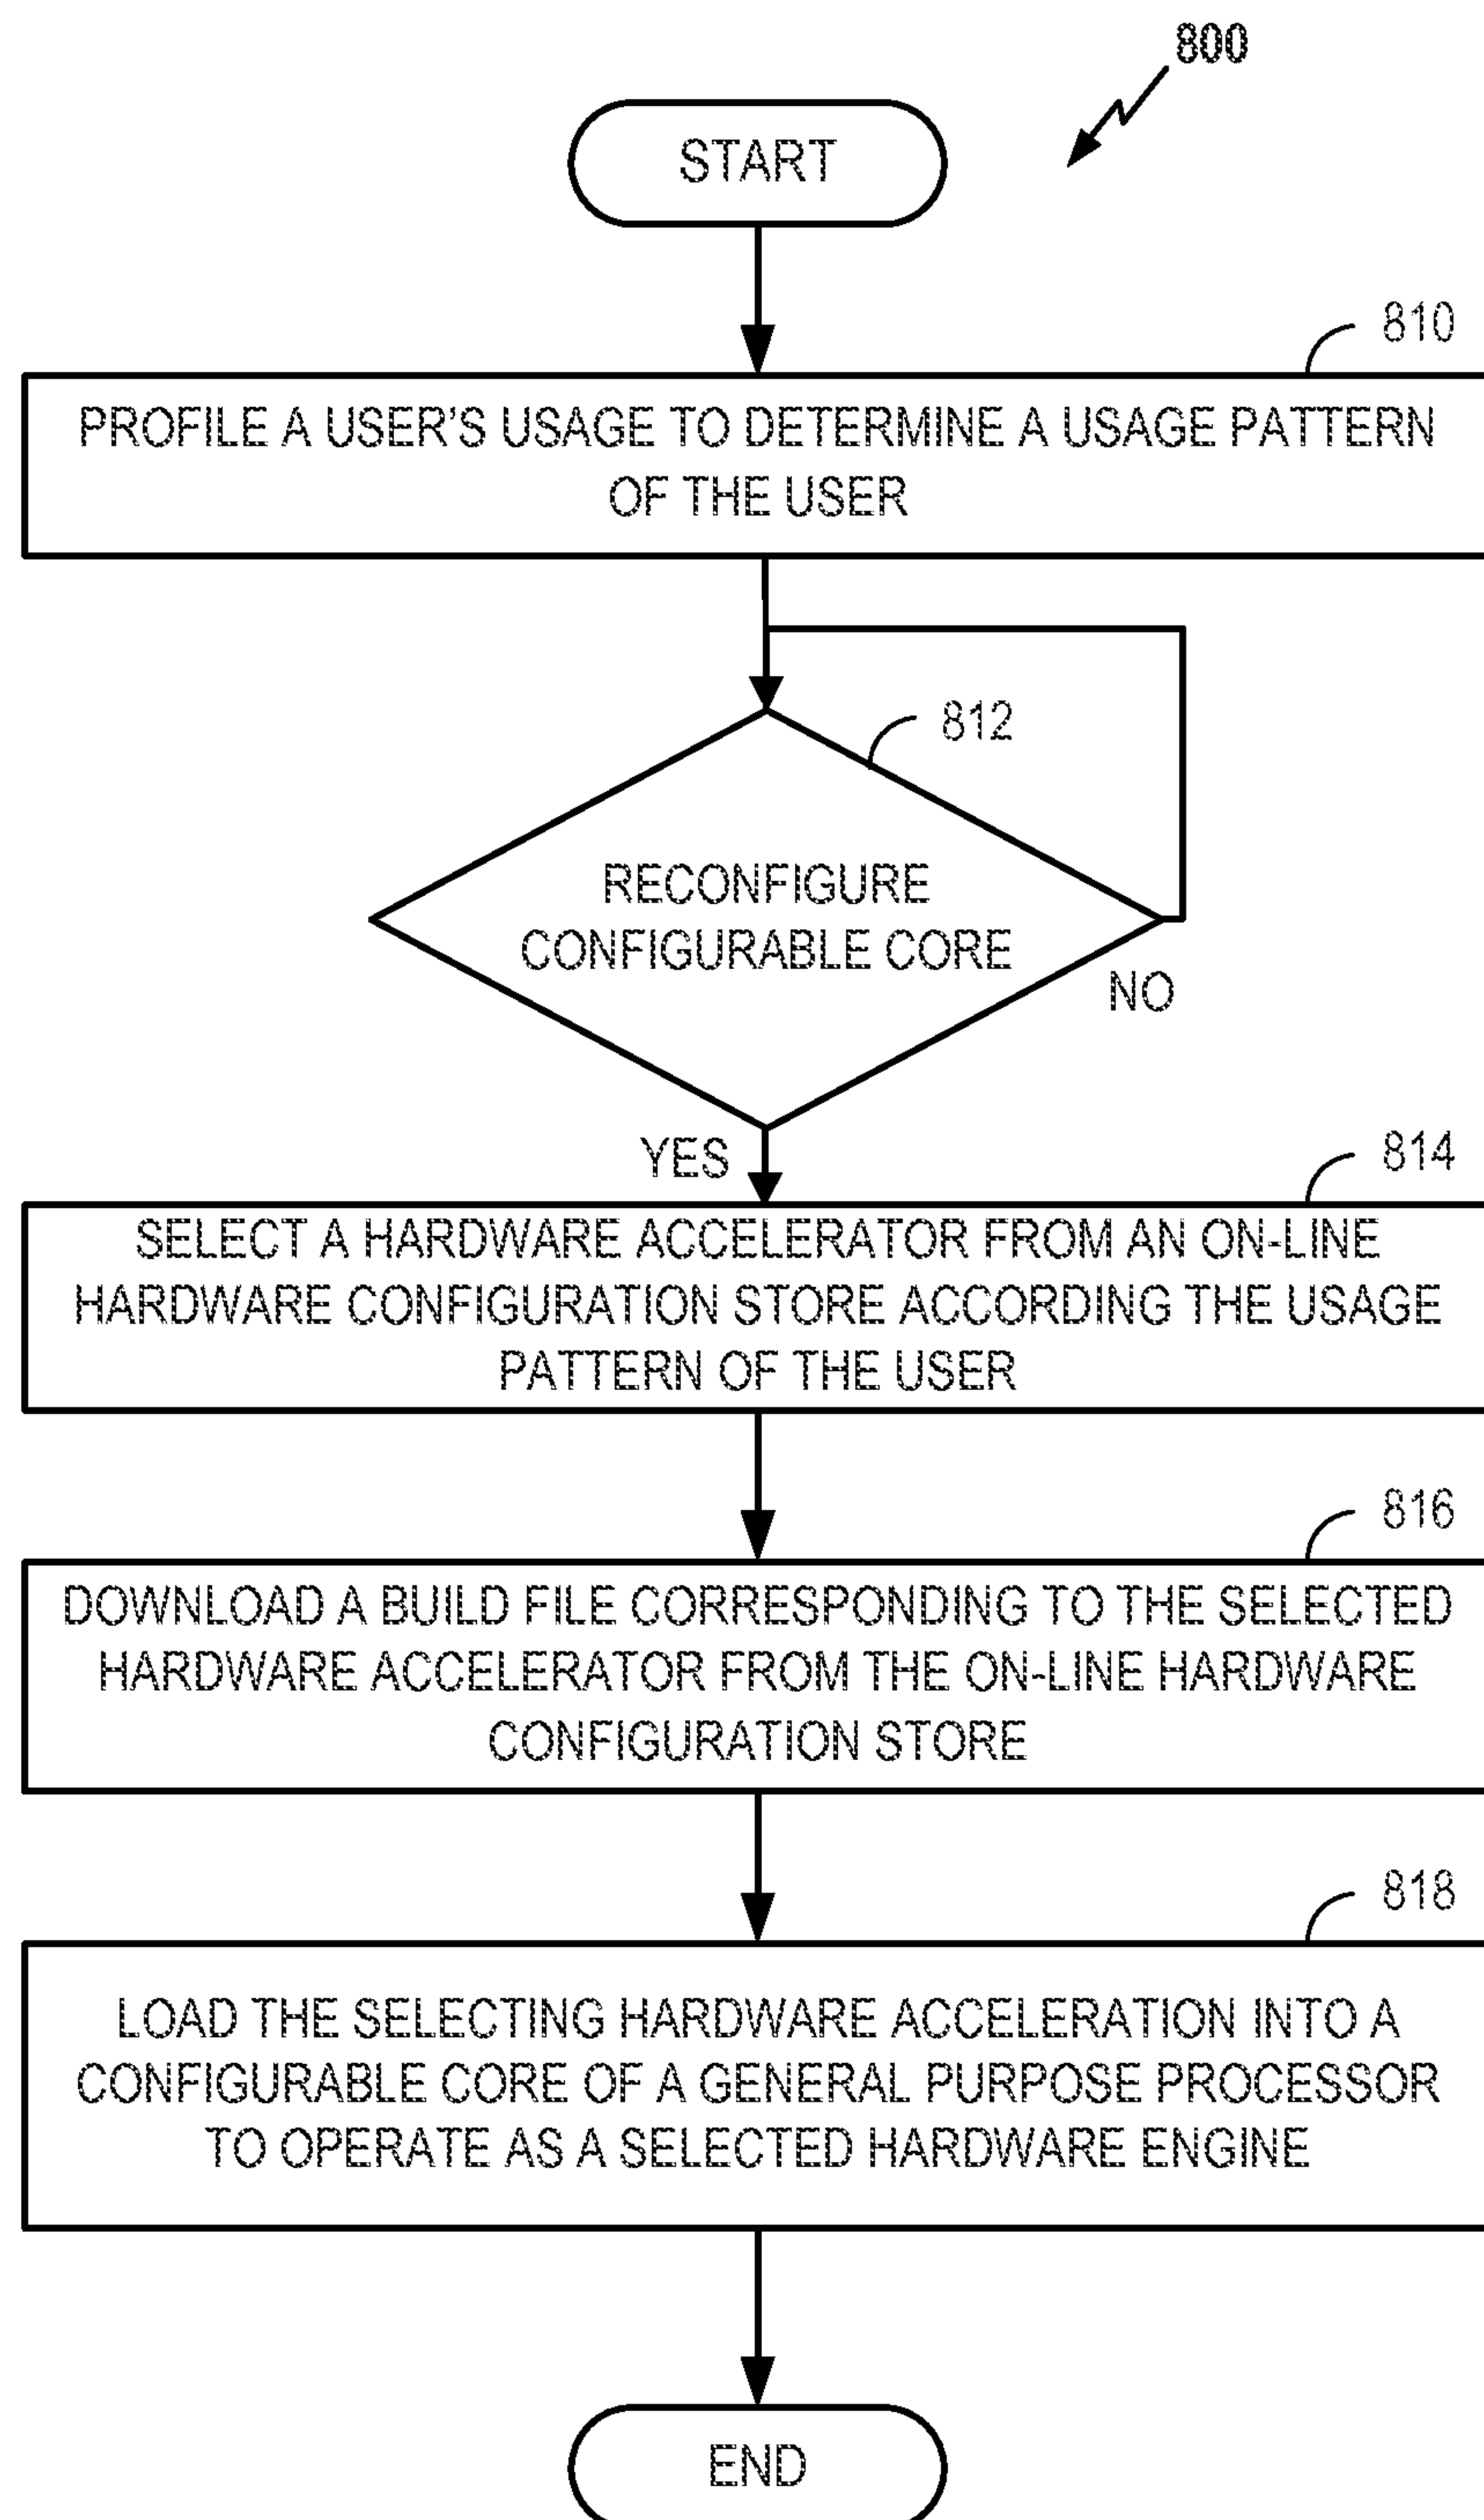 800
START
810
PROFILE A USER'S USAGE TO DETERMINE A USAGE PATTERN
OF THE USER
812
RECONFIGURE
CONFIGURABLE CORE
NO
YES
814
SELECT A HARDWARE ACCELERATOR FROM AN ON-LINE
HARDWARE CONFIGURATION STORE ACCORDING THE USAGE
PATTERN OF THE USER
816
DOWNLOAD A BUILD FILE CORRESPONDING TO THE SELECTED
HARDWARE ACCELERATOR FROM THE ON-LINE HARDWARE
CONFIGURATION STORE
818
LOAD THE SELECTING HARDWARE ACCELERATION INTO A
CONFIGURABLE CORE OF A GENERAL PURPOSE PROCESSOR
TO OPERATE AS A SELECTED HARDWARE ENGINE
END